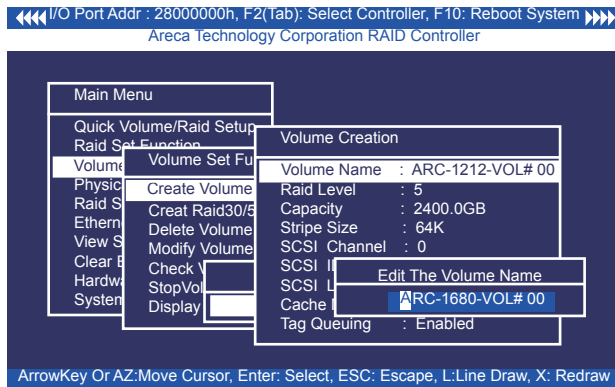 I/O Port Addr : 28000000h, F2(Tab): Select Controller, F10: Reboot System
Areca Technology Corporation RAID Controller
Main Menu
Quick Volume/Raid Setup
Raid Set Function
Volume
Physic
Raid S
Ethern
View S
Clear E
Hardwa
System
Volume Set Fu
Create Volume
Creat Raid30/5
Delete Volume
Modify Volume
Check V
StopVol
Display
Volume Creation
Volume Name : ARC-1212-VOL# 00
Raid Level : 5
Capacity : 2400.0GB
Stripe Size : 64K
SCSI Channel : 0
SCSI I
SCSI L
Cache
Tag Queuing : Enabled
Edit The Volume Name
ARC-1680-VOL# 00
ArrowKey Or AZ:Move Cursor, Enter: Select, ESC: Escape, L:Line Draw, X: Redraw